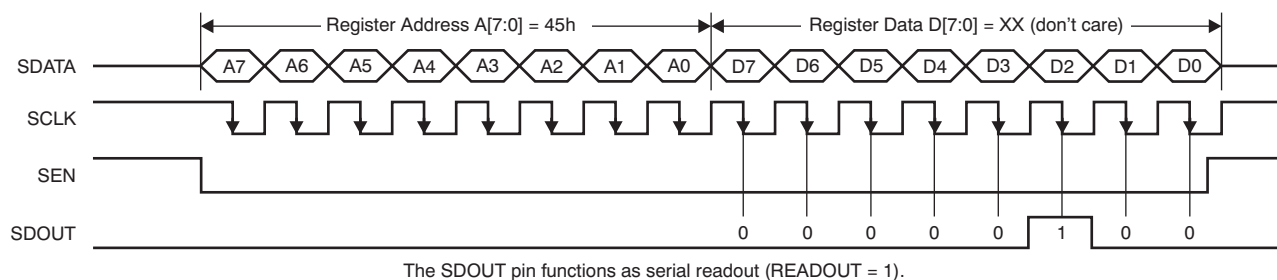 Register Address A[7:0] = 45h Register Data D[7:0] = XX (don't care)
SDATA A7 A6 A5 A4 A3 A2 A1 A0 D7 D6 D5 D4 D3 D2 D1 D0
SCLK
SEN
SDOUT 0 0 0 0 0 1 0 0
The SDOUT pin functions as serial readout (READOUT = 1).